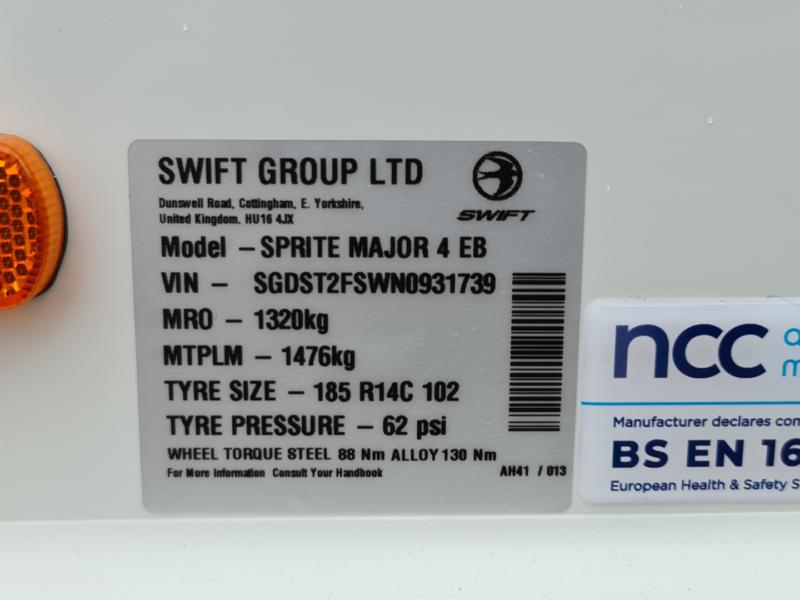 SWIFT GROUP LTD
SWIFT
Dunswell Road, Cottingham, E. Yorkshire,
United Kingdom. HU16 4JX
Model – SPRITE MAJOR 4 EB
VIN – SGDST2FSWN0931739
MRO – 1320kg
MTPLM – 1476kg
TYRE SIZE – 185 R14C 102
TYRE PRESSURE – 62 psi
WHEEL TORQUE STEEL 88 Nm ALLOY 130 Nm
For More Information Consult Your Handbook
AH41 / 013
ncc
Manufacturer declares
BS EN 16
European Health & Safety